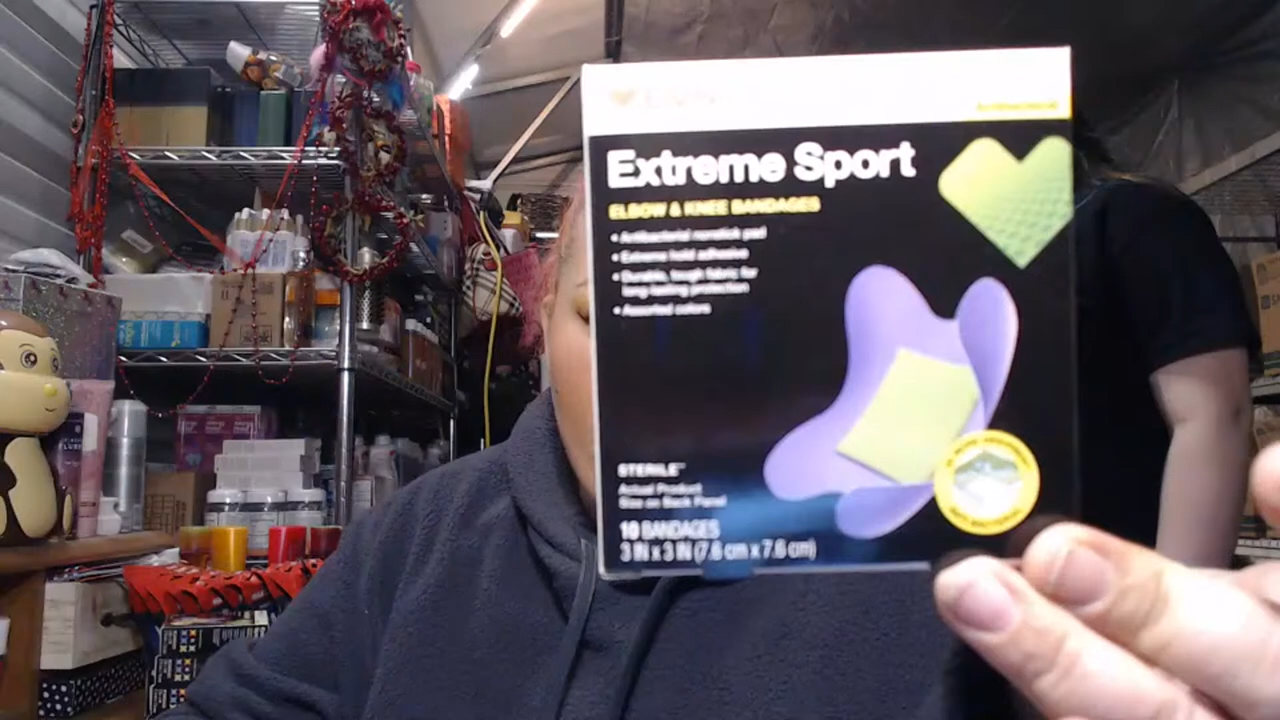 Extreme Sport
ELBOW & KNEE BANDAGES
• Antibacterial nonstick pad
• Extreme hold adhesive
• Durable, tough fabric for
long-lasting protection
• Assorted colors
STERILE
Actual Product
Size on Back Panel
10 BANDAGES
3 IN x 3 IN (7.6 cm x 7.6 cm)